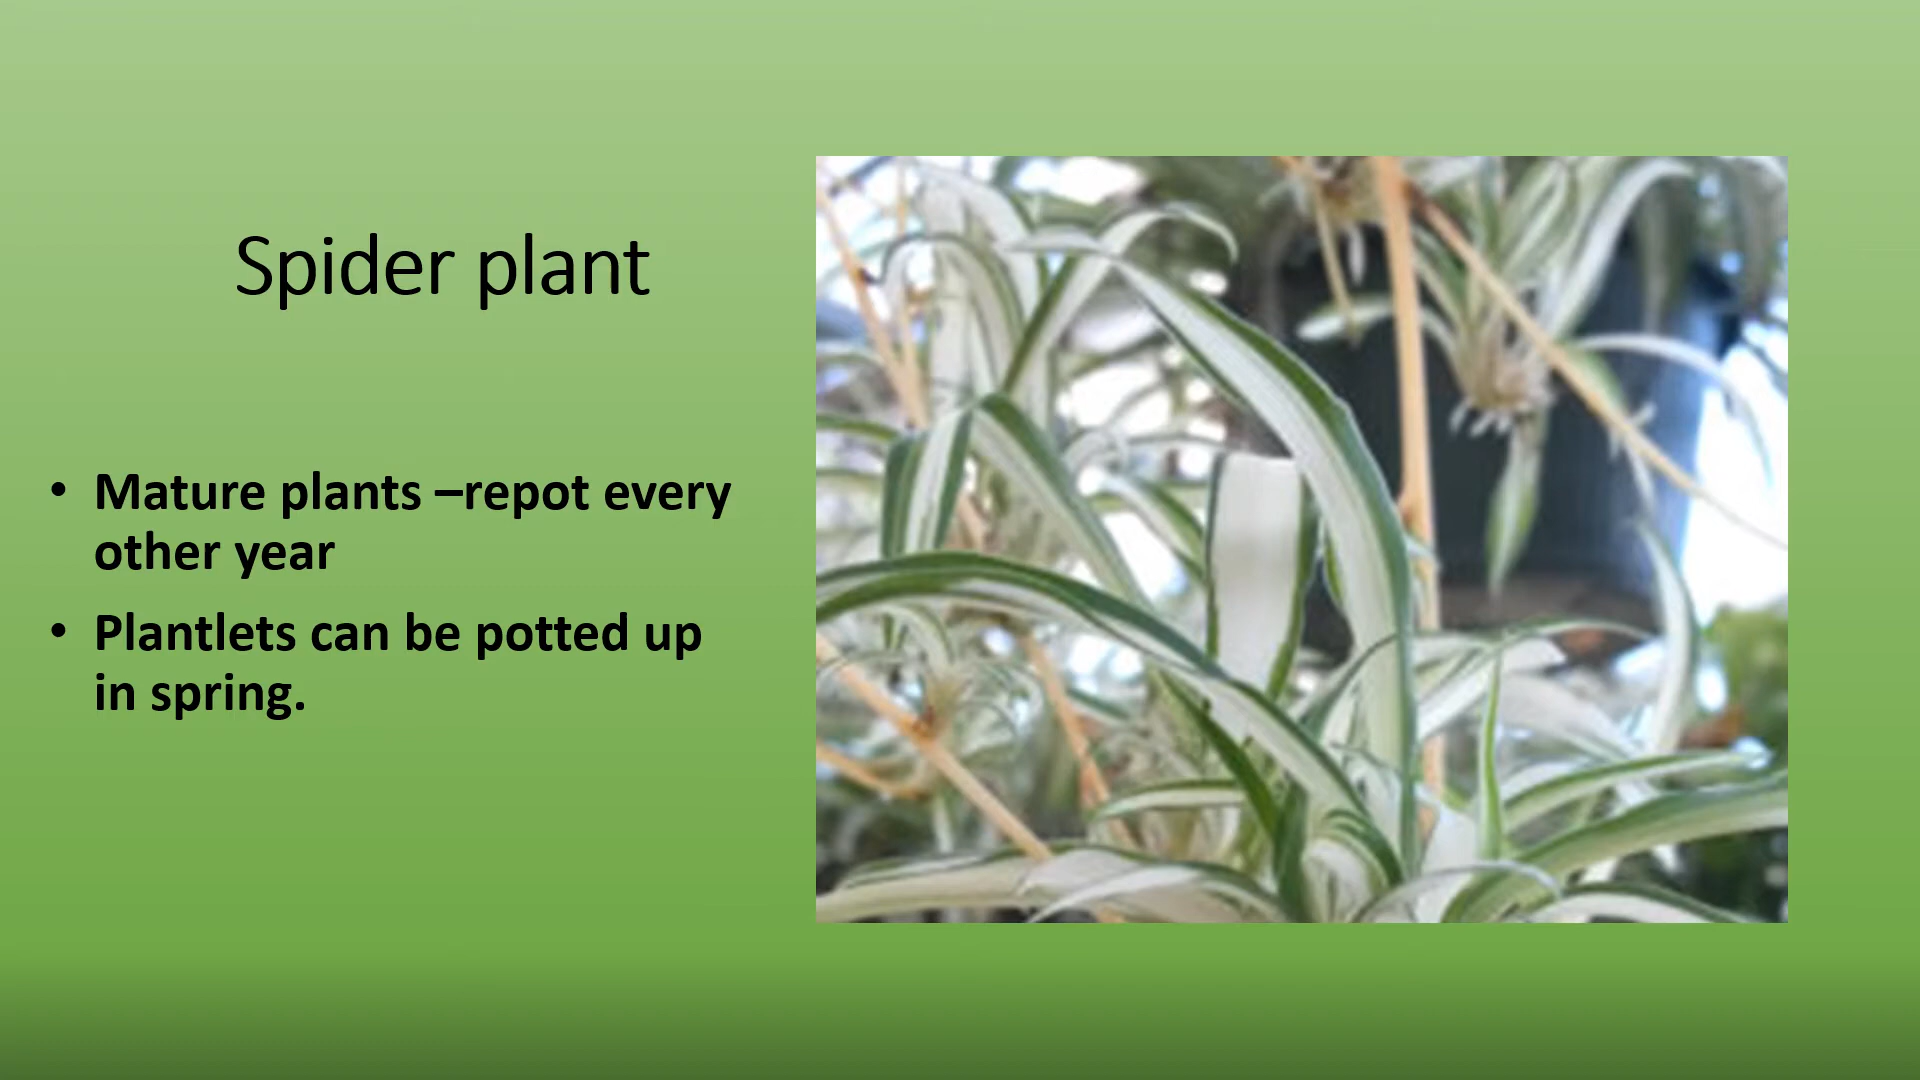 Spider plant
• Mature plants –repot every
other year
• Plantlets can be potted up
in spring.